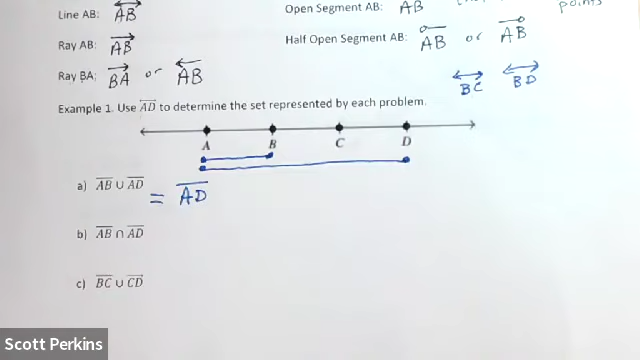 Line AB: AB
Open Segment AB: AB
points
Ray AB: AB
Half Open Segment AB: AB or AB
Ray BA: BA or AB
BC BD
Example 1. Use AD to determine the set represented by each problem.
A B C D
a) AB ∪ AD = AD
b) AB ∩ AD
c) BC ∪ CD
Scott Perkins